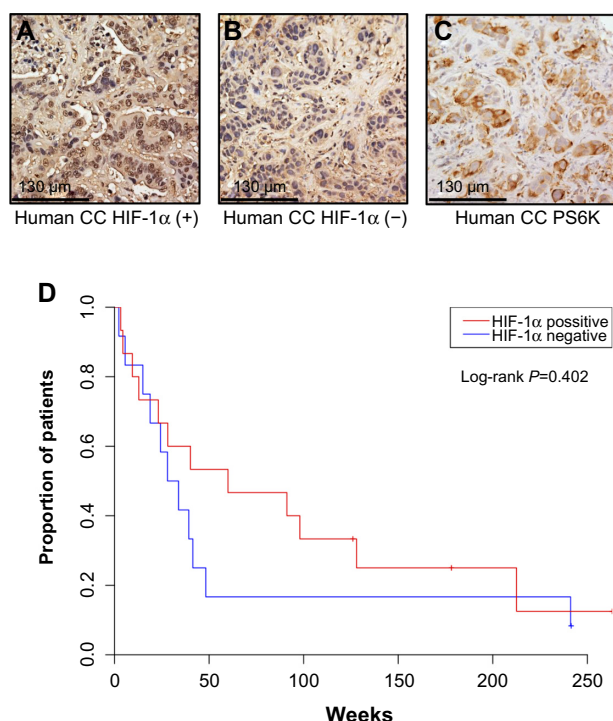 A
B
C
130 μm
130 μm
130 μm
Human CC HIF-1α (+)
Human CC HIF-1α (−)
Human CC PS6K
D
HIF-1α possitive
HIF-1α negative
Log-rank P=0.402
Proportion of patients
1.0
0.8
0.6
0.4
0.2
0.0
0
50
100
150
200
250
Weeks